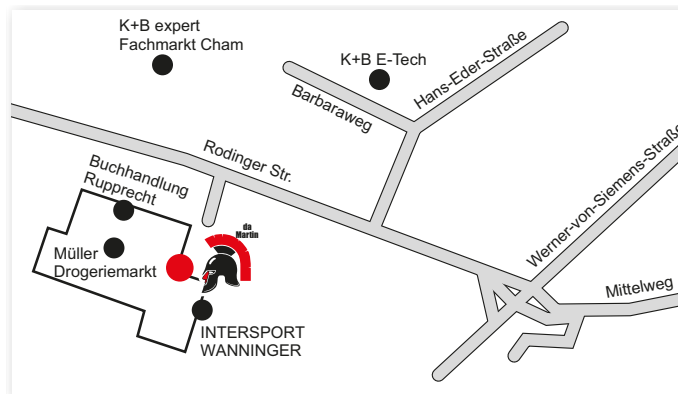 K+B expert
Fachmarkt Cham
K+B E-Tech
Hans-Eder-Straße
Barbaraweg
Rodinger Str.
Werner-von-Siemens-Straße
Buchhandlung
Rupprecht
da
Martin
Müller
Drogeriemarkt
Mittelweg
INTERSPORT
WANNINGER